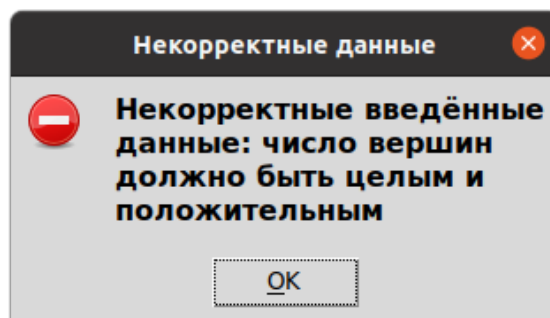 Некорректные данные
Некорректные введённые
данные: число вершин
должно быть целым и
положительным
OK